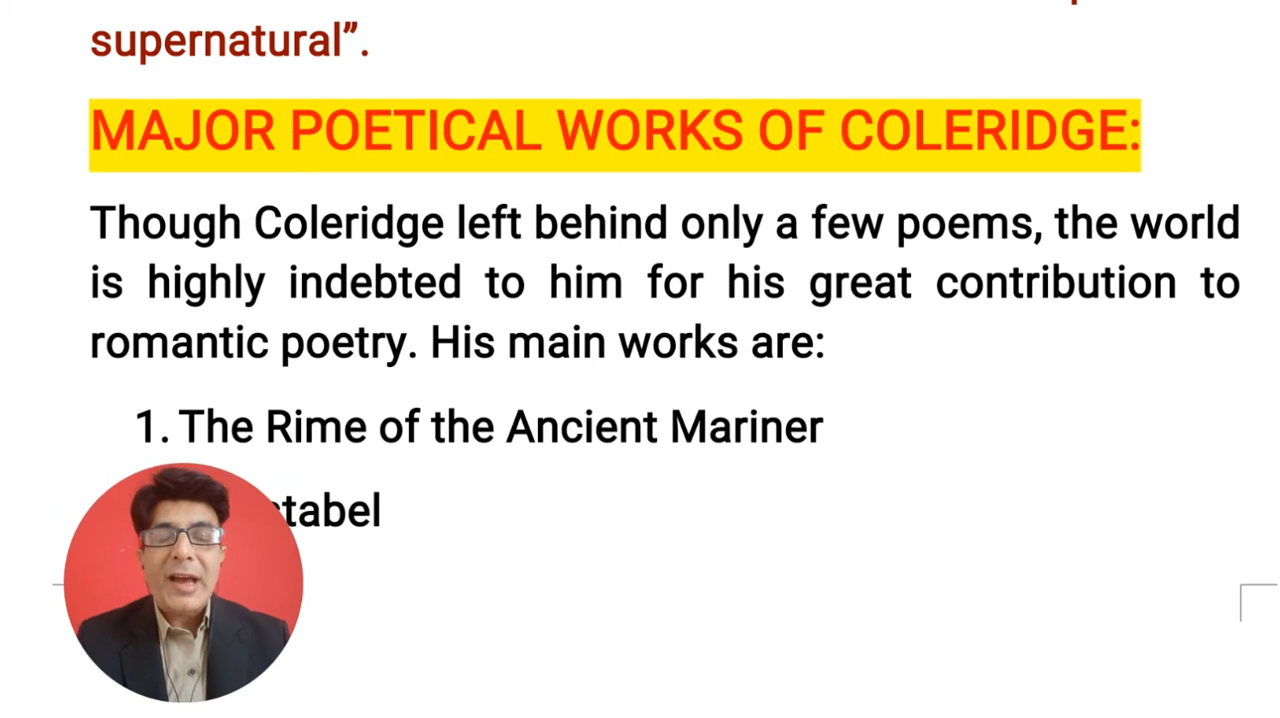 supernatural”.
MAJOR POETICAL WORKS OF COLERIDGE:
Though Coleridge left behind only a few poems, the world
is highly indebted to him for his great contribution to
romantic poetry. His main works are:
1. The Rime of the Ancient Mariner